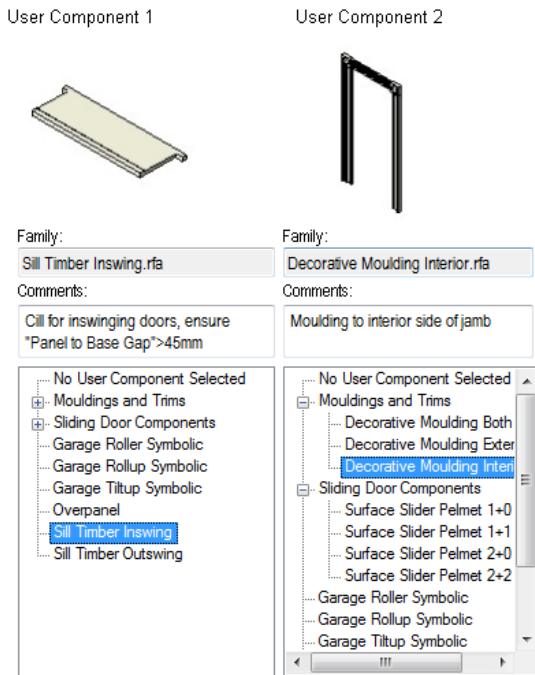 User Component 1
Family:
Sill Timber Inswing.rfa
Comments:
Cill for inswinging doors, ensure
"Panel to Base Gap">45mm
No User Component Selected
Mouldings and Trims
Sliding Door Components
Garage Roller Symbolic
Garage Rollup Symbolic
Garage Tiltup Symbolic
Overpanel
Sill Timber Inswing
Sill Timber Outswing
User Component 2
Family:
Decorative Moulding Interior.rfa
Comments:
Moulding to interior side of jamb
No User Component Selected
Mouldings and Trims
Decorative Moulding Both
Decorative Moulding Exter
Decorative Moulding Interi
Sliding Door Components
Surface Slider Pelmet 1+0
Surface Slider Pelmet 1+1
Surface Slider Pelmet 2+0
Surface Slider Pelmet 2+2
Garage Roller Symbolic
Garage Rollup Symbolic
Garage Tiltup Symbolic